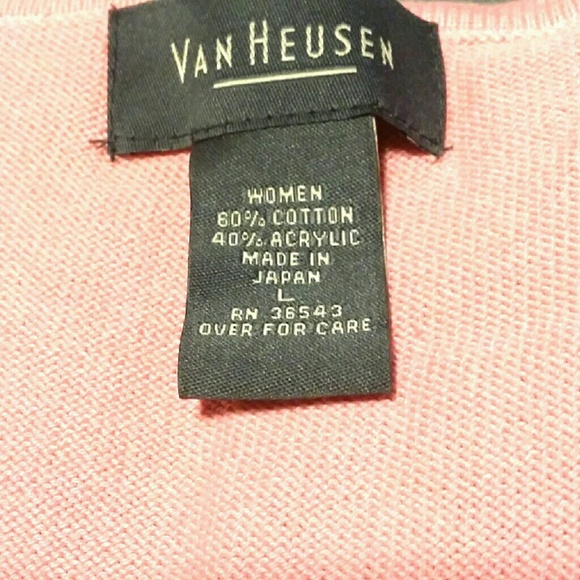 VAN HEUSEN
WOMEN
60% COTTON
40% ACRYLIC
MADE IN
JAPAN
L
RN 36543
OVER FOR CARE